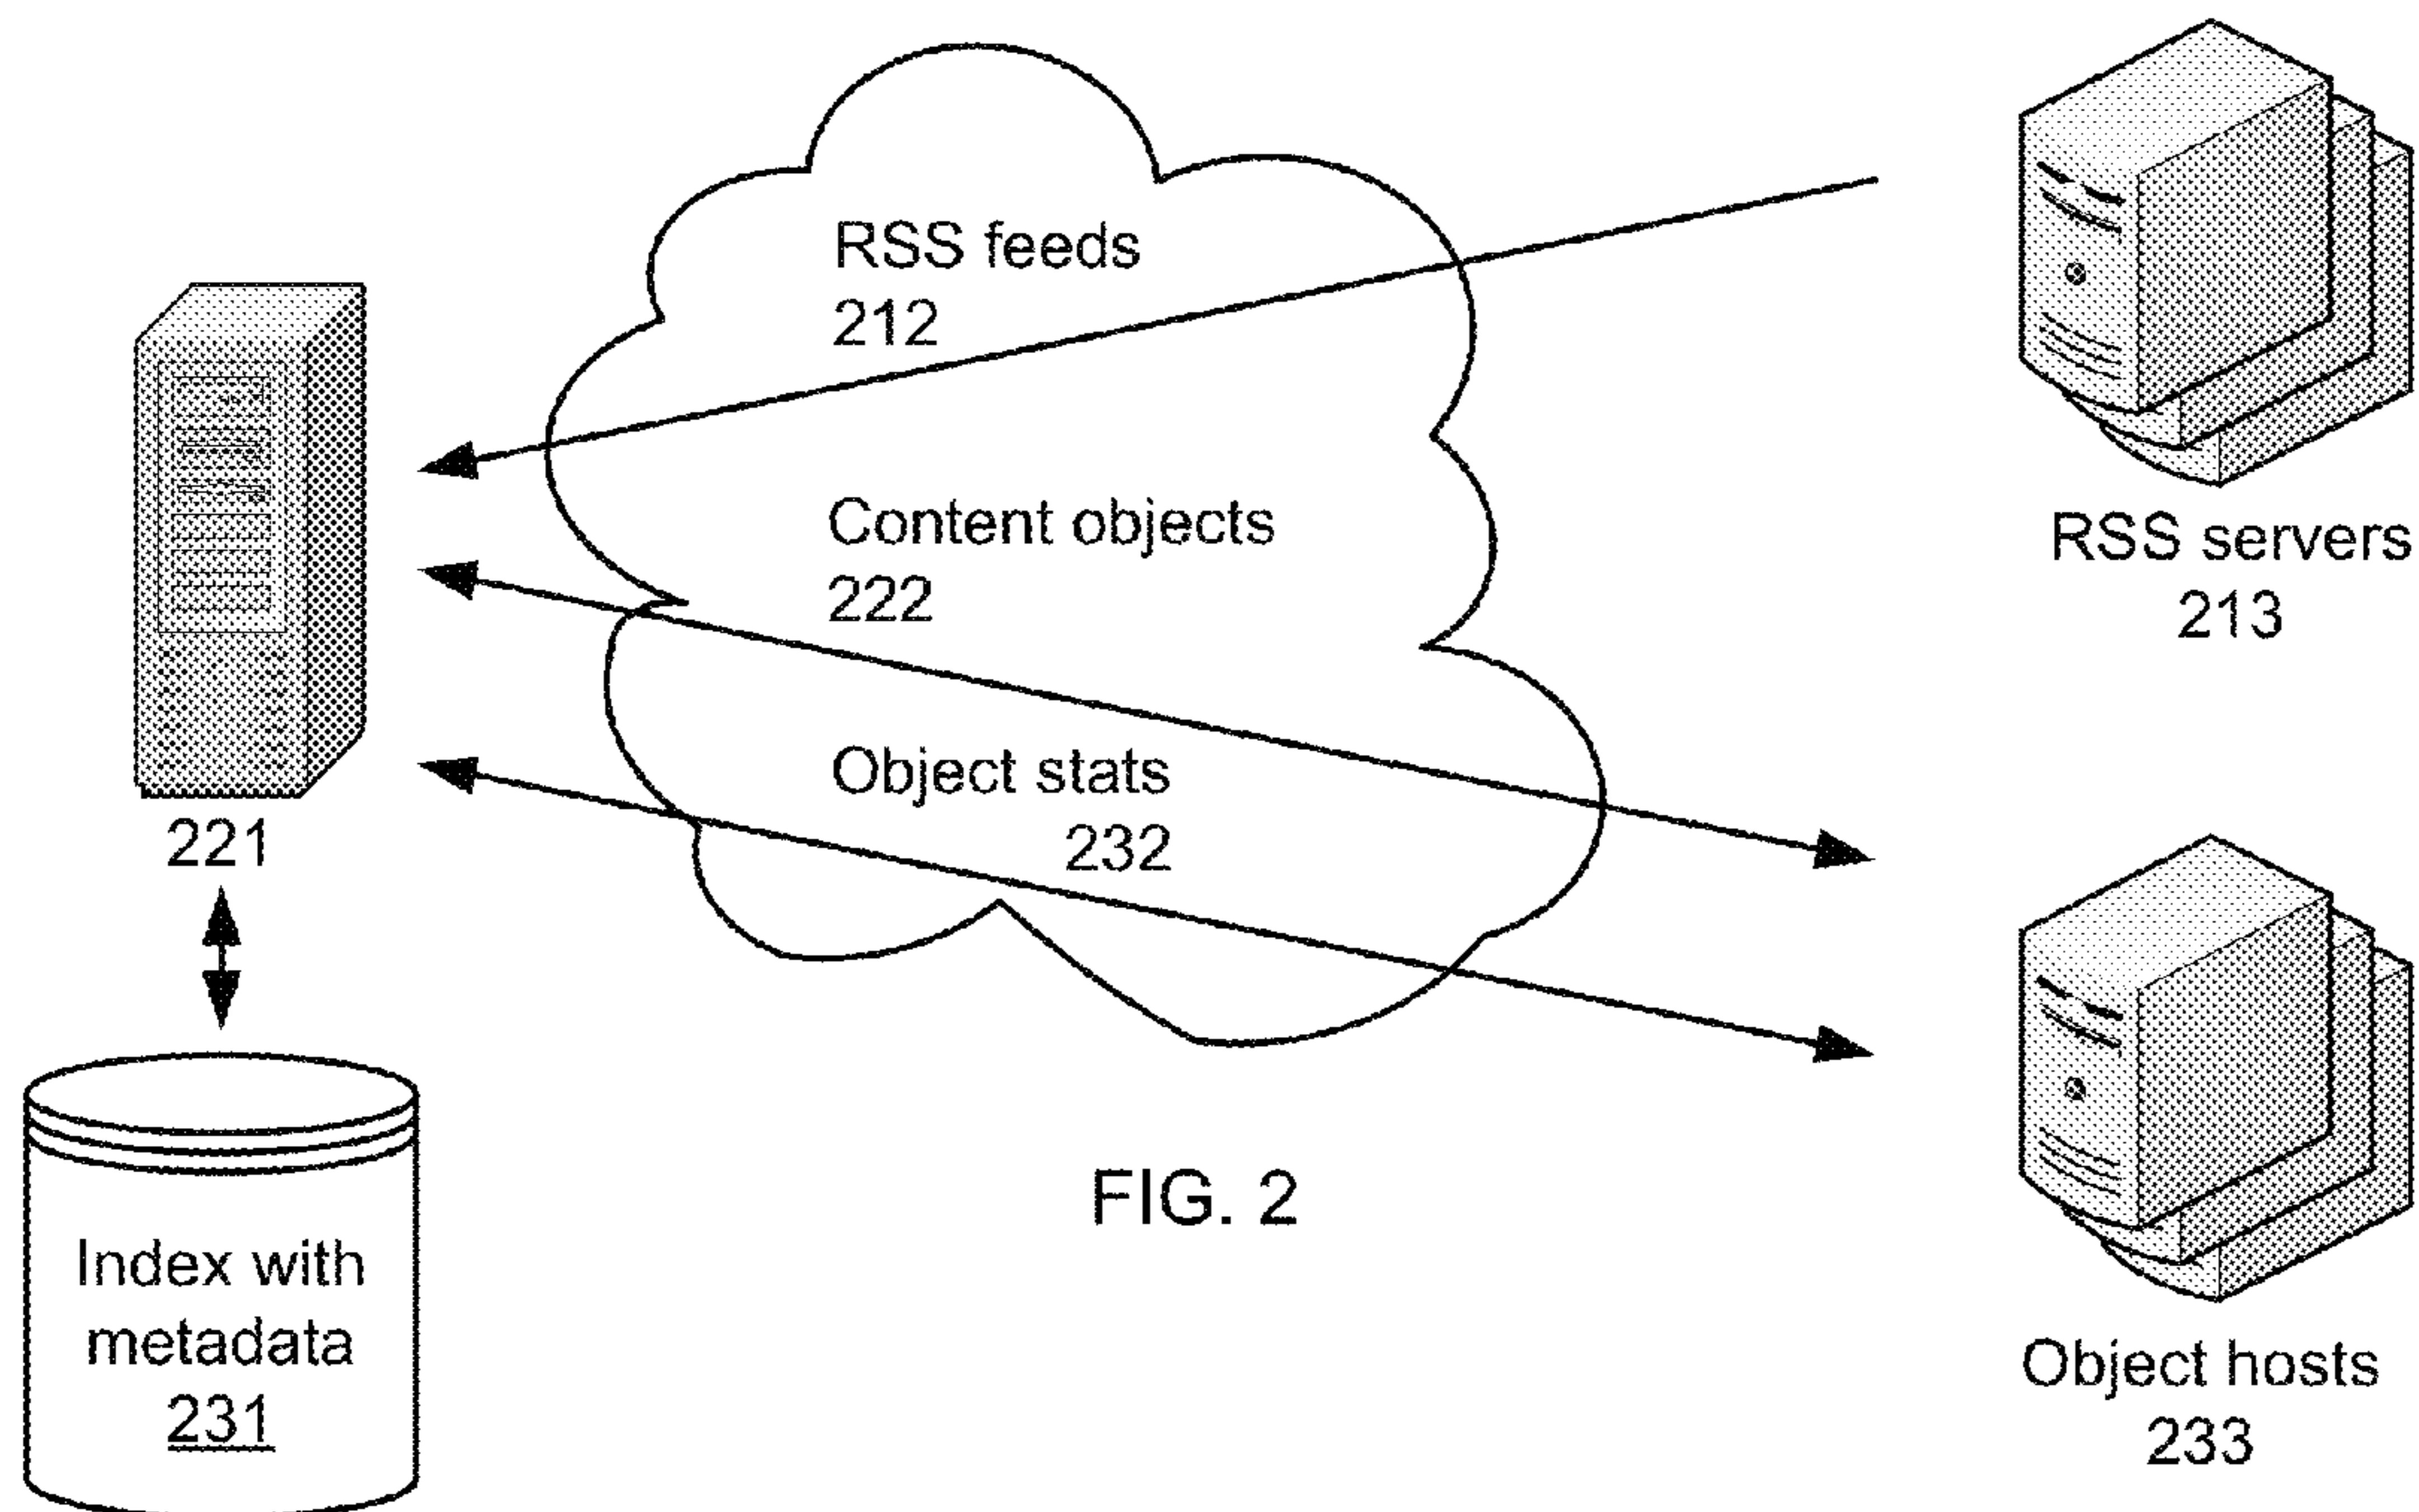 RSS feeds
212
Content objects
222
Object stats
232
221
Index with
metadata
231
RSS servers
213
Object hosts
233
FIG. 2